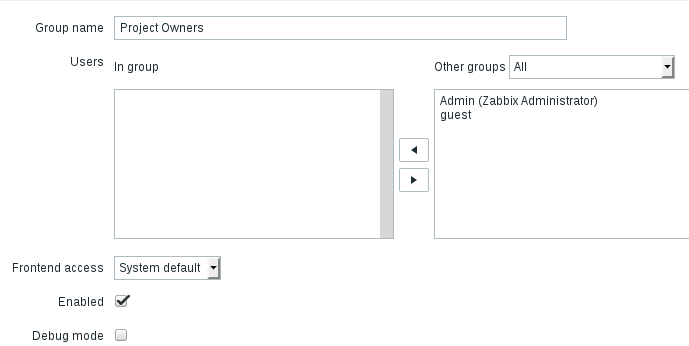 Group name Project Owners
Users In group Other groups All
Admin (Zabbix Administrator)
guest
Frontend access System default
Enabled
Debug mode